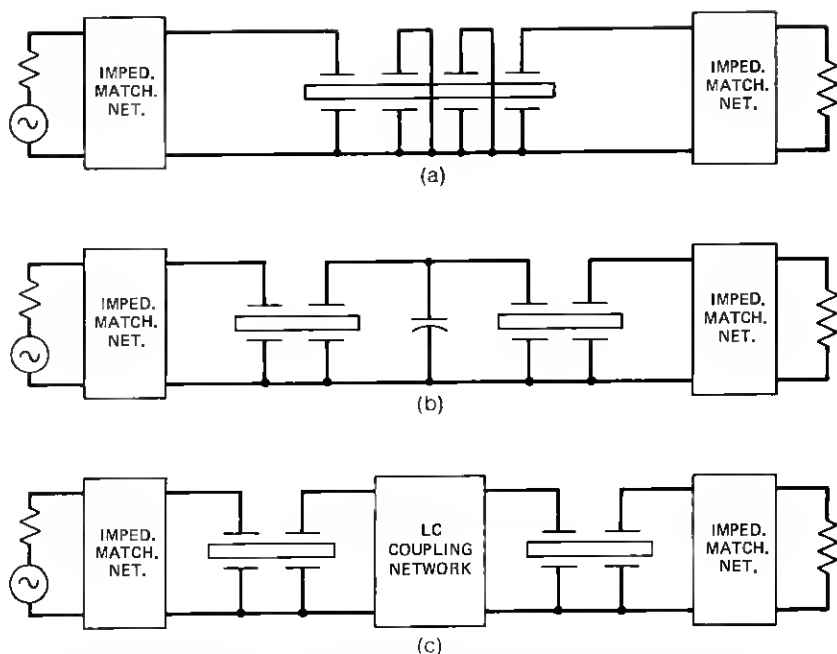 IMPED.
MATCH.
NET.
IMPED.
MATCH.
NET.
(a)
IMPED.
MATCH.
NET.
IMPED.
MATCH.
NET.
(b)
IMPED.
MATCH.
NET.
LC
COUPLING
NETWORK
IMPED.
MATCH.
NET.
(c)